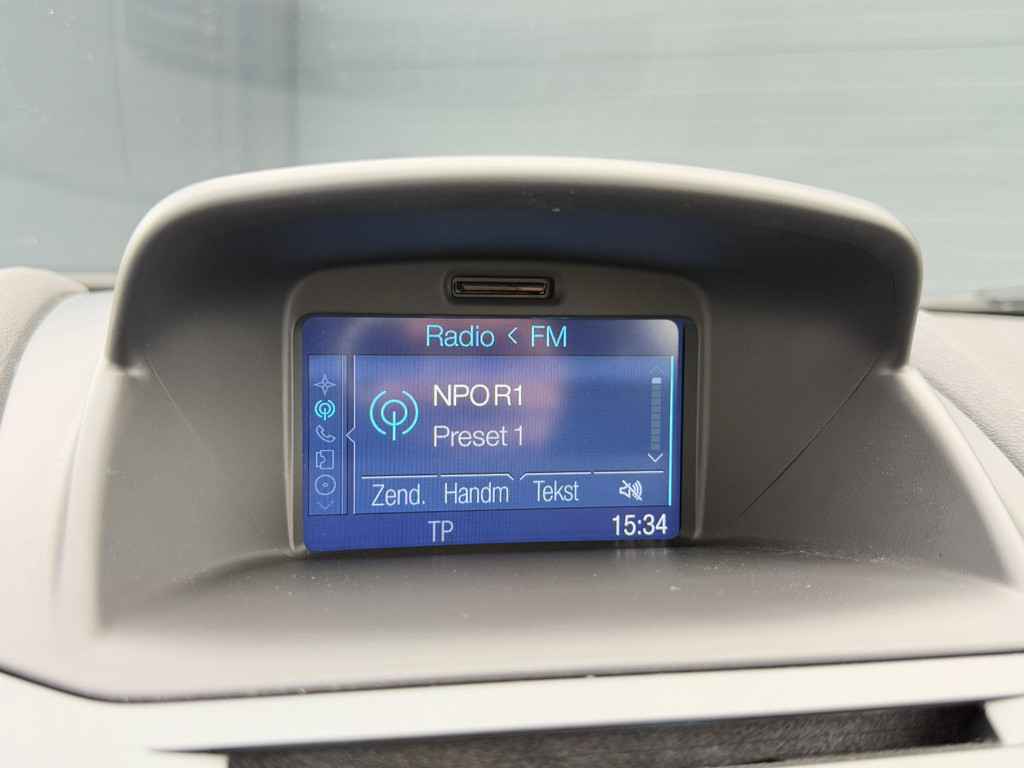 Radio < FM
NPO R1
Preset 1
Zend. Handm Tekst
TP 15:34